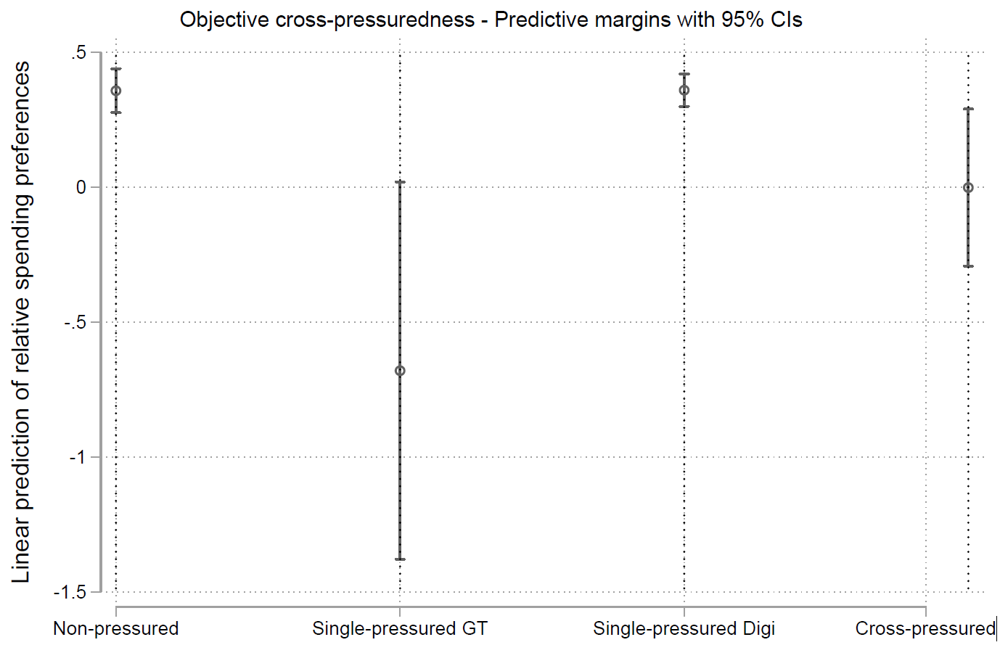 Objective cross-pressuredness - Predictive margins with 95% CIs
Linear prediction of relative spending preferences
.5
0
-.5
-1
-1.5
Non-pressured
Single-pressured GT
Single-pressured Digi
Cross-pressured